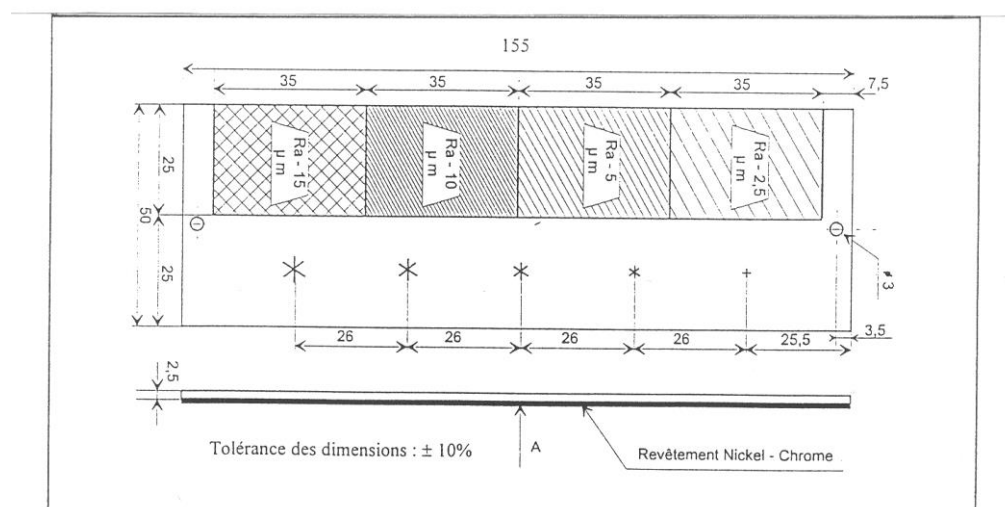 155
35
35
35
35
7,5
25
50
25
Ra - 15
µ m
Ra - 10
µ m
Ra - 5
µ m
Ra - 2,5
µ m
3
26
26
26
26
25,5
3,5
2,5
Tolérance des dimensions : ± 10%
A
Revêtement Nickel - Chrome